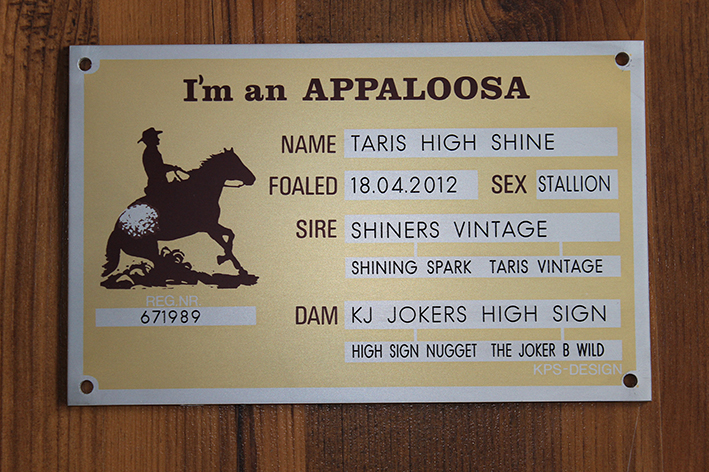 I'm an APPALOOSA
NAME TARIS HIGH SHINE
FOALED 18.04.2012 SEX STALLION
SIRE SHINERS VINTAGE
SHINING SPARK TARIS VINTAGE
REG.NR.
671989
DAM KJ JOKERS HIGH SIGN
HIGH SIGN NUGGET THE JOKER B WILD
KPS-DESIGN